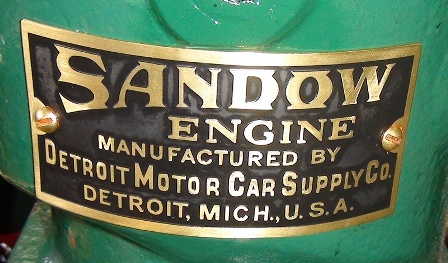 SANDOW
ENGINE
MANUFACTURED BY
DETROIT MOTOR CAR SUPPLY CO.
DETROIT, MICH., U.S.A.